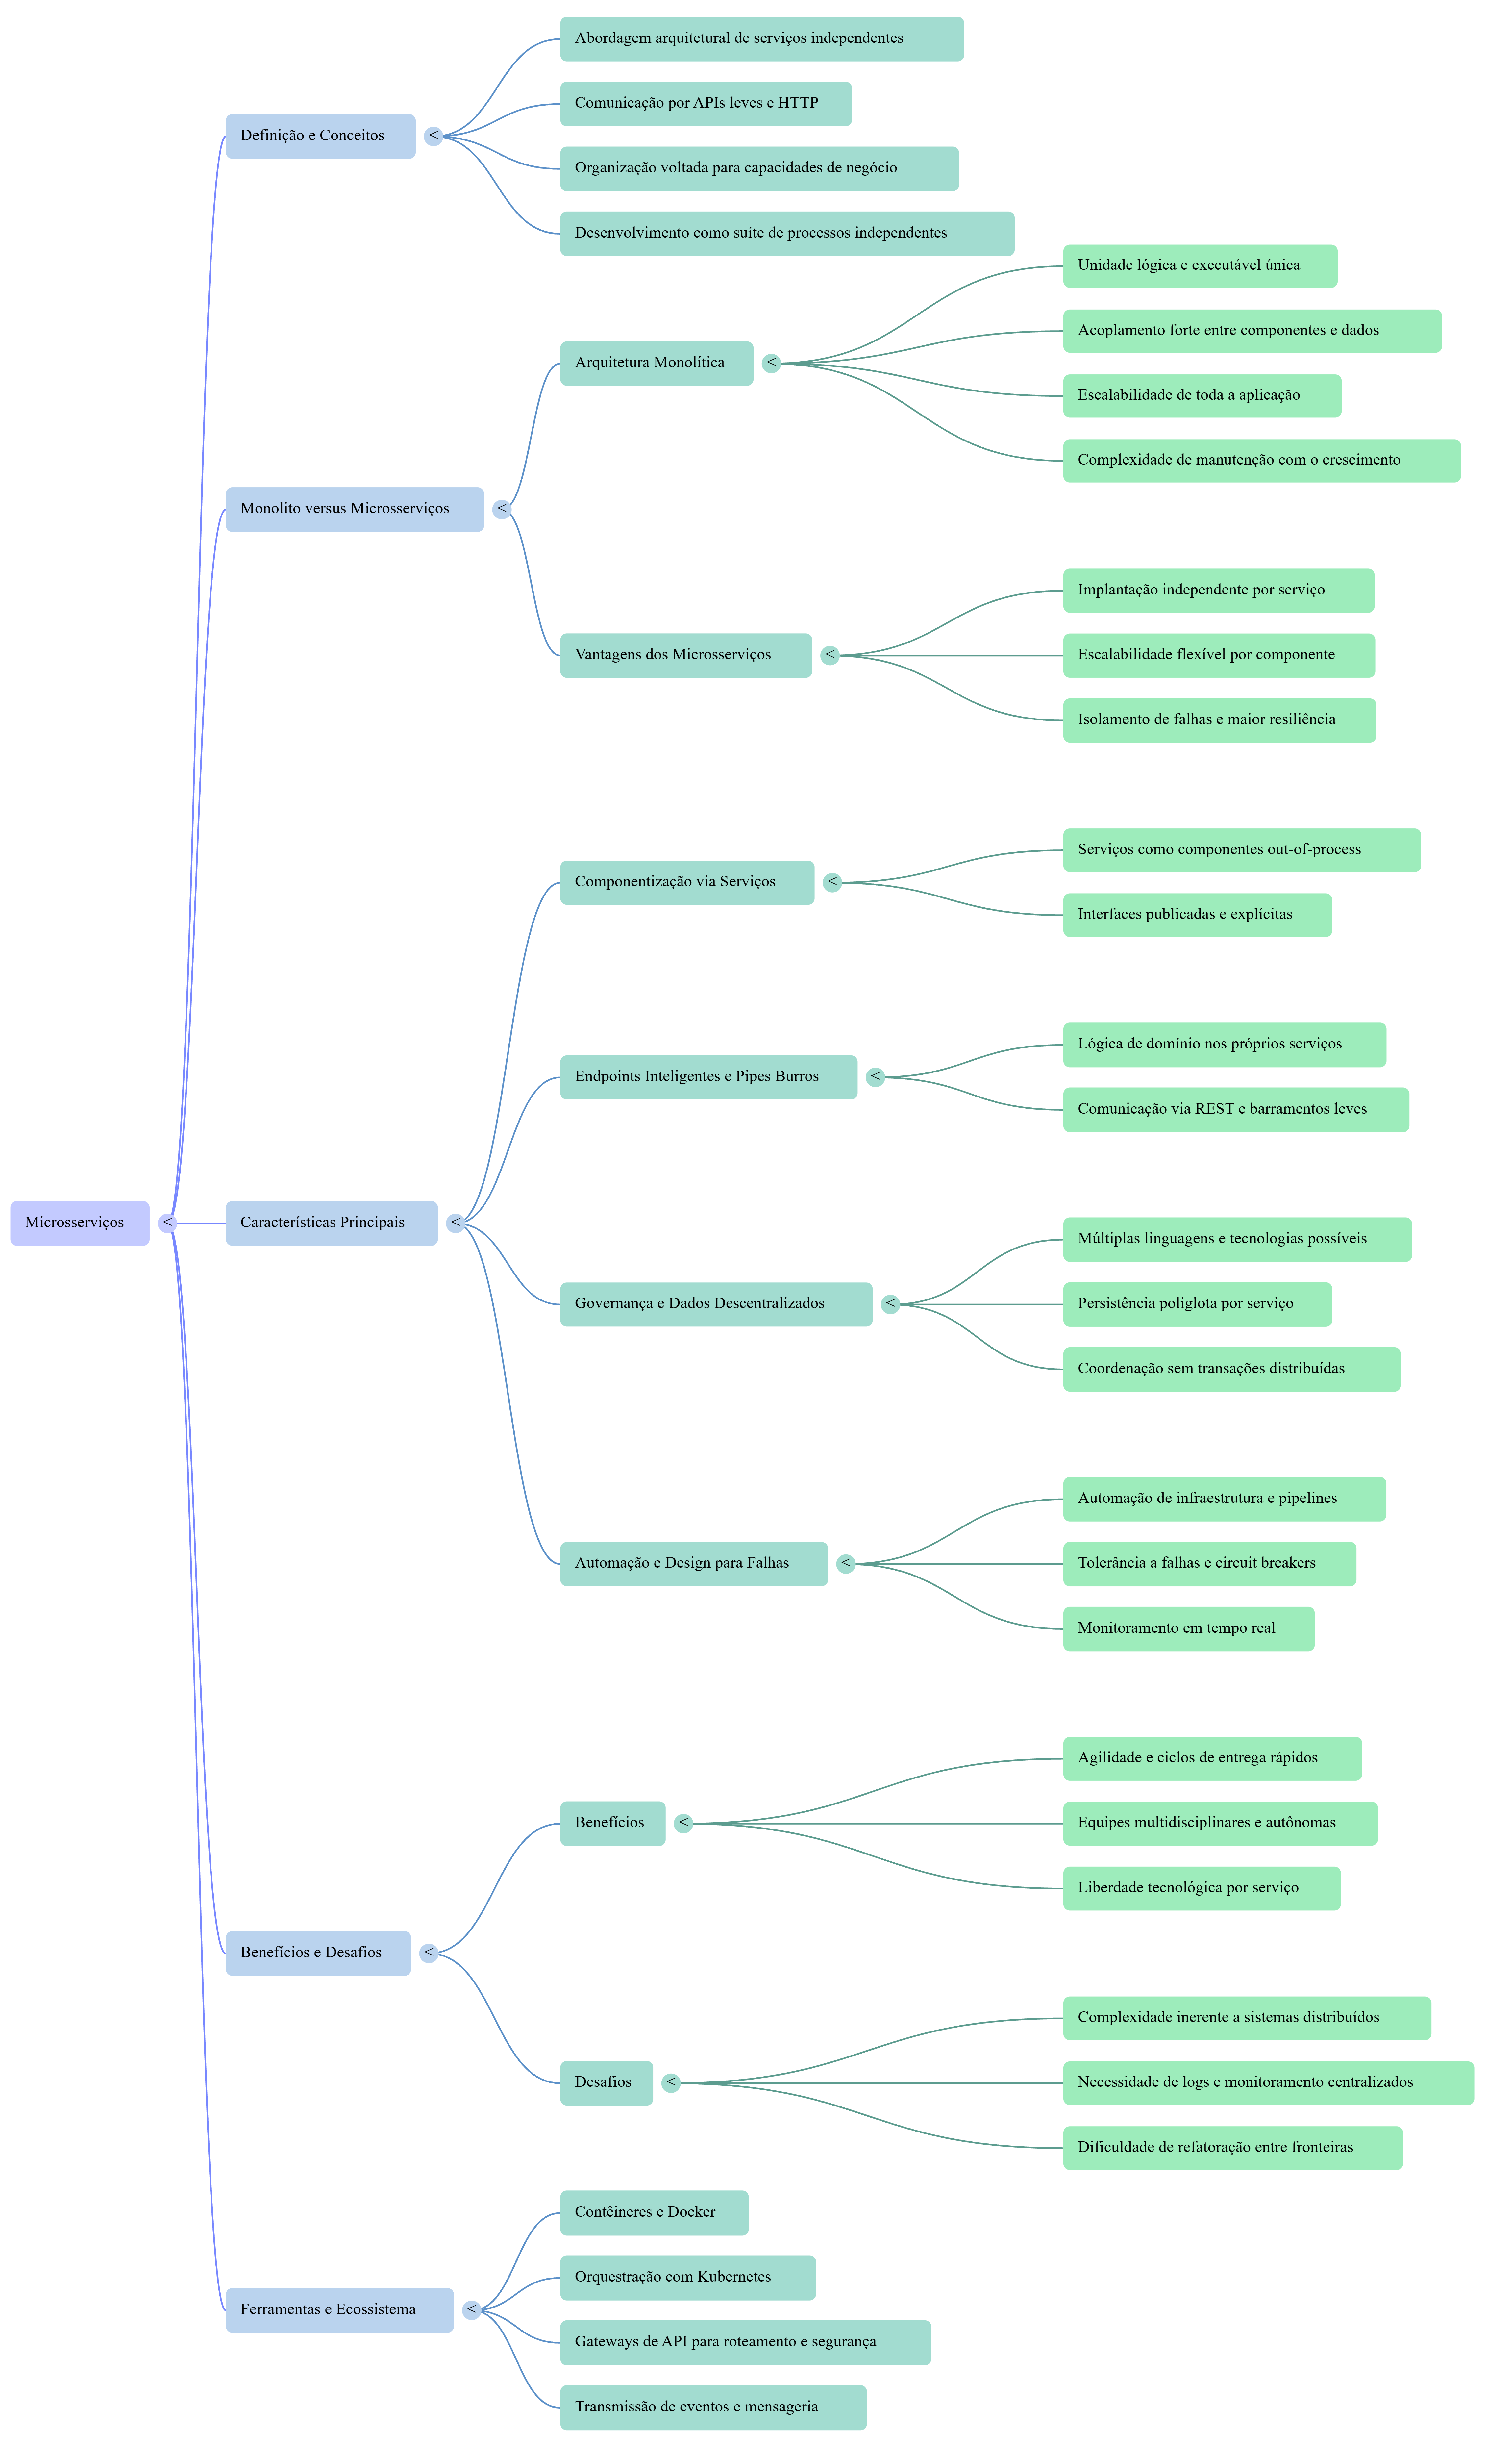 Microsserviços
<
Definição e Conceitos
<
Abordagem arquitetural de serviços independentes
Comunicação por APIs leves e HTTP
Organização voltada para capacidades de negócio
Desenvolvimento como suíte de processos independentes
Monolito versus Microsserviços
<
Arquitetura Monolítica
<
Unidade lógica e executável única
Acoplamento forte entre componentes e dados
Escalabilidade de toda a aplicação
Complexidade de manutenção com o crescimento
Vantagens dos Microsserviços
<
Implantação independente por serviço
Escalabilidade flexível por componente
Isolamento de falhas e maior resiliência
Características Principais
<
Componentização via Serviços
<
Serviços como componentes out-of-process
Interfaces publicadas e explícitas
Endpoints Inteligentes e Pipes Burros
<
Lógica de domínio nos próprios serviços
Comunicação via REST e barramentos leves
Governança e Dados Descentralizados
<
Múltiplas linguagens e tecnologias possíveis
Persistência poliglota por serviço
Coordenação sem transações distribuídas
Automação e Design para Falhas
<
Automação de infraestrutura e pipelines
Tolerância a falhas e circuit breakers
Monitoramento em tempo real
Benefícios e Desafios
<
Benefícios
<
Agilidade e ciclos de entrega rápidos
Equipes multidisciplinares e autônomas
Liberdade tecnológica por serviço
Desafios
<
Complexidade inerente a sistemas distribuídos
Necessidade de logs e monitoramento centralizados
Dificuldade de refatoração entre fronteiras
Ferramentas e Ecossistema
<
Contêineres e Docker
Orquestração com Kubernetes
Gateways de API para roteamento e segurança
Transmissão de eventos e mensageria